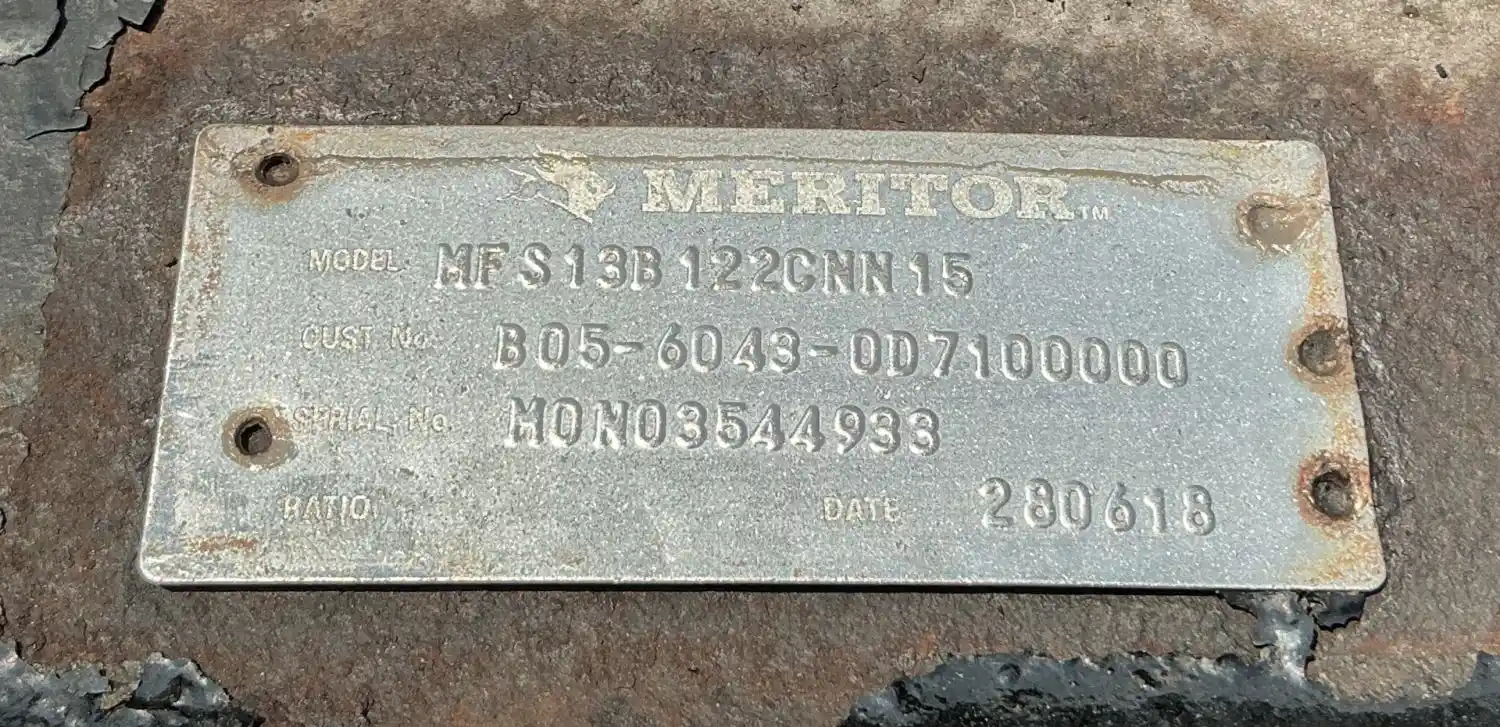 MERITOR™
MODEL MFS13B122CNN15
CUST No. B05-6043-0D7100000
SERIAL No. MON03544933
RATIO DATE 280618